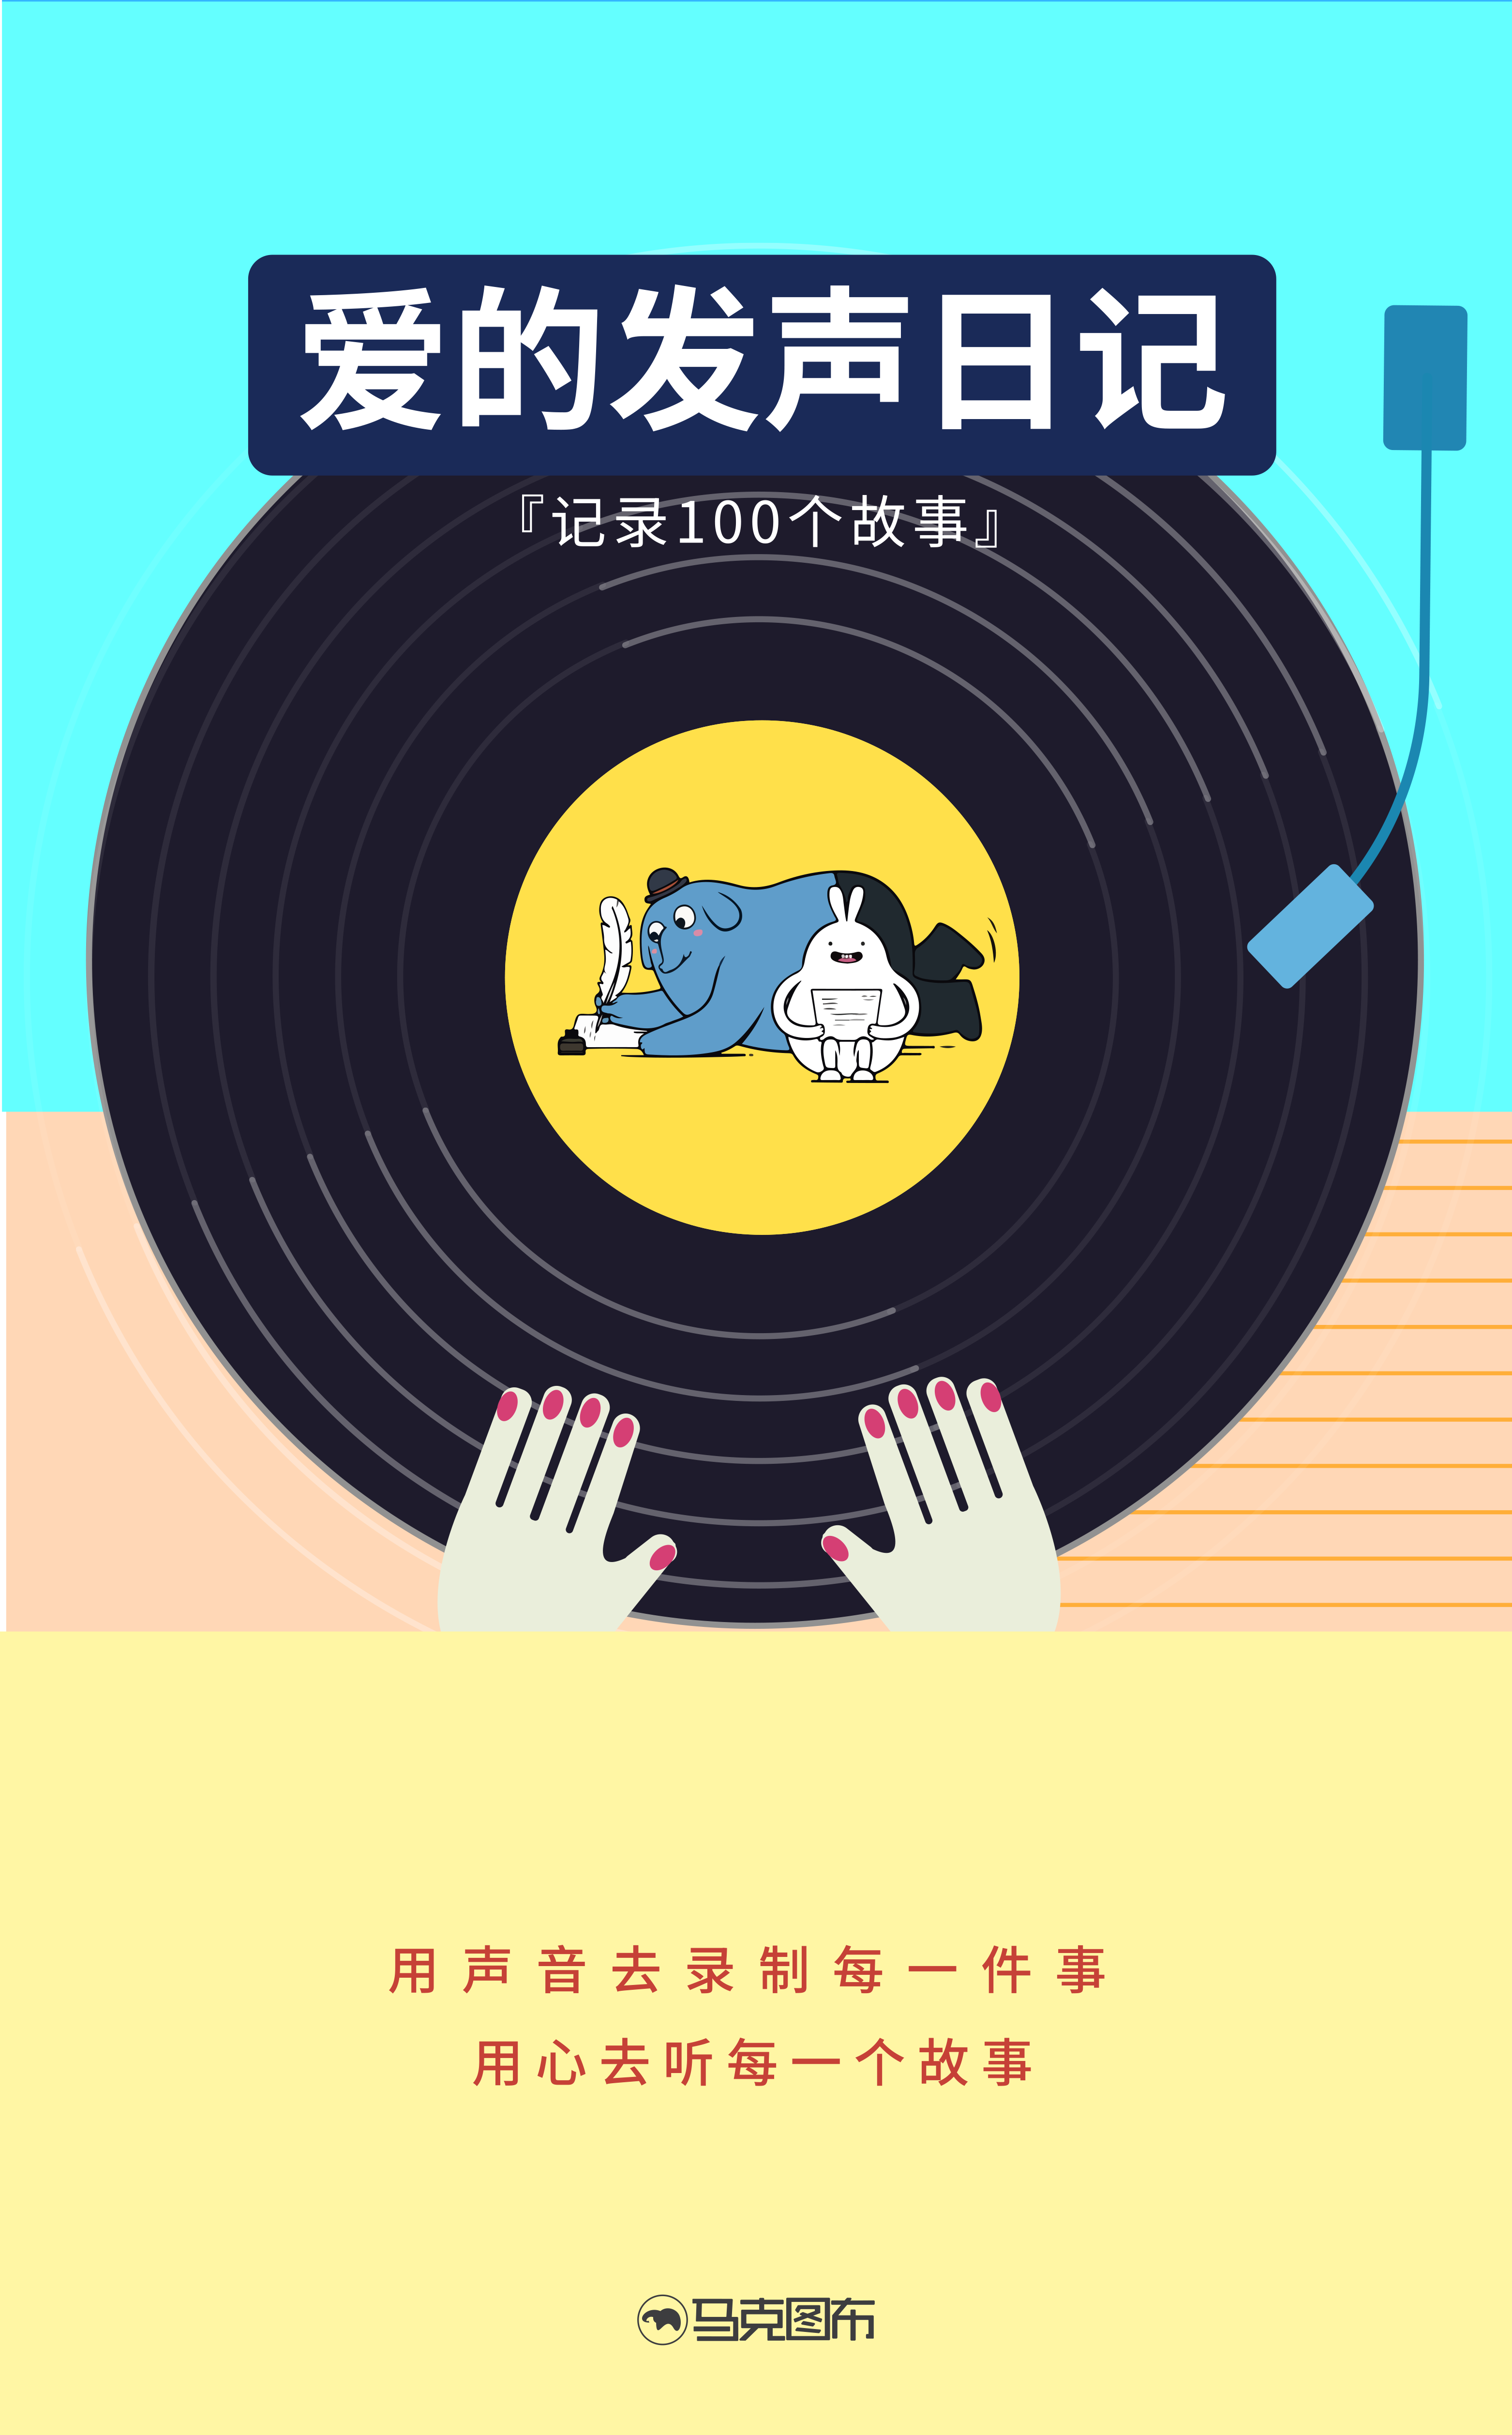 爱的发声日记
『记录100个故事』
用声音去录制每一件事
用心去听每一个故事
马克图布